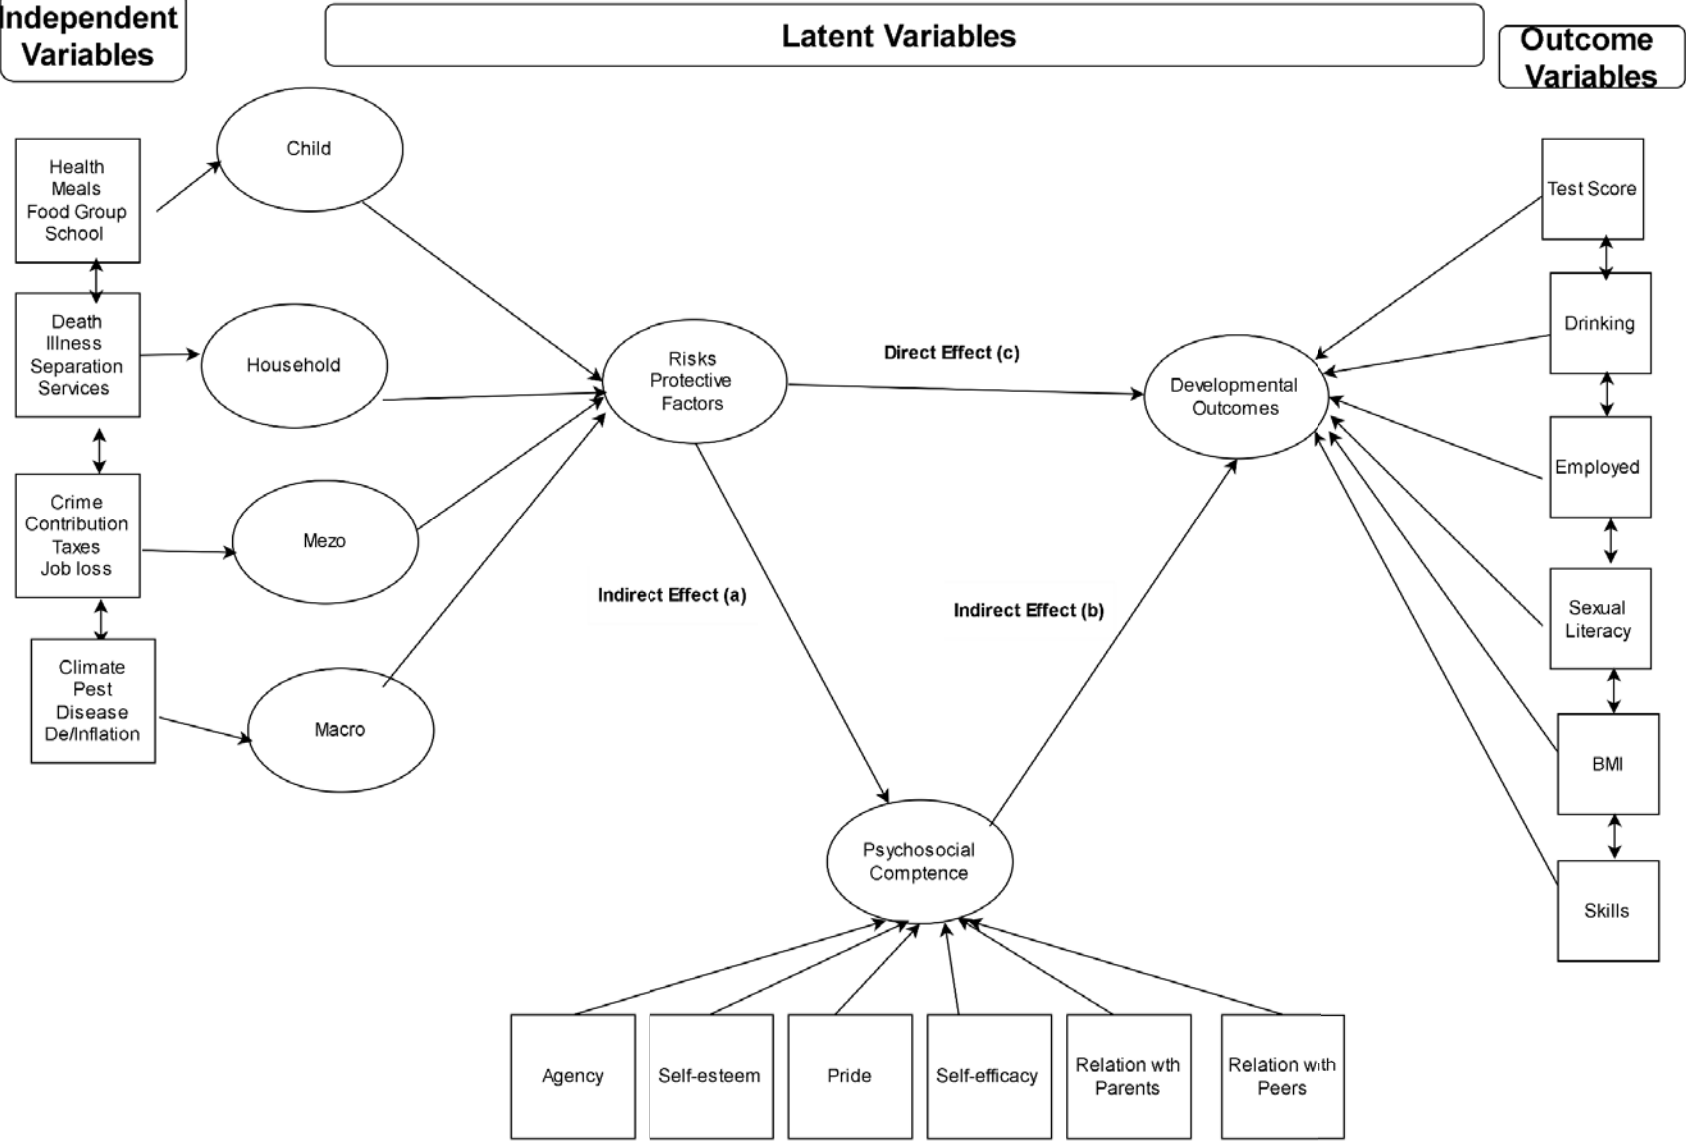 Independent
Variables
Latent Variables
Outcome
Variables
Health
Meals
Food Group
School
Death
Illness
Separation
Services
Crime
Contribution
Taxes
Job loss
Climate
Pest
Disease
De/Inflation
Child
Household
Mezo
Macro
Risks
Protective
Factors
Direct Effect (c)
Indirect Effect (a)
Indirect Effect (b)
Developmental
Outcomes
Psychosocial
Comptence
Agency
Self-esteem
Pride
Self-efficacy
Relation wth
Parents
Relation with
Peers
Test Score
Drinking
Employed
Sexual
Literacy
BMI
Skills